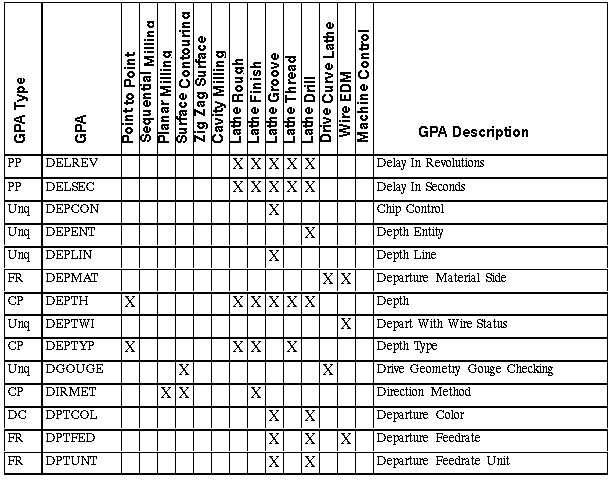 GPA Type GPA Point to Point Sequential Milling Planar Milling Surface Contouring Zig Zag Surface Cavity Milling Lathe Rough Lathe Finish Lathe Groove Lathe Thread Lathe Drill Drive Curve Lathe Wire EDM Machine Control GPA Description
PP DELREV X X X X X Delay In Revolutions
PP DELSEC X X X X X Delay In Seconds
Unq DEPCON X Chip Control
Unq DEPENT X Depth Entity
Unq DEPLIN X Depth Line
FR DEPMAT X X Departure Material Side
CP DEPTH X X X X X X Depth
Unq DEPTWI X Depart With Wire Status
CP DEPTYP X X X X Depth Type
Unq DGOUGE X X Drive Geometry Gouge Checking
CP DIRMET X X X Direction Method
DC DPTCOL X X Departure Color
FR DPTFED X X X Departure Feedrate
FR DPTUNT X X Departure Feedrate Unit